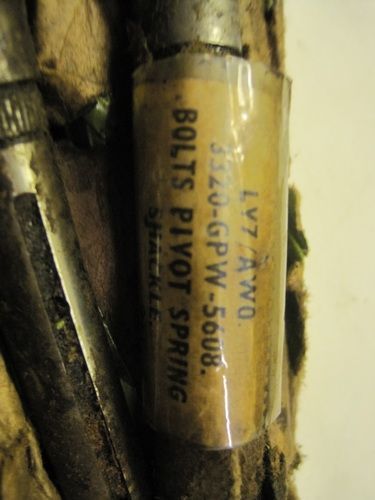 LV7/AWO.
3320-GPW-5608.
BOLTS PIVOT SPRING
SHACKLE.